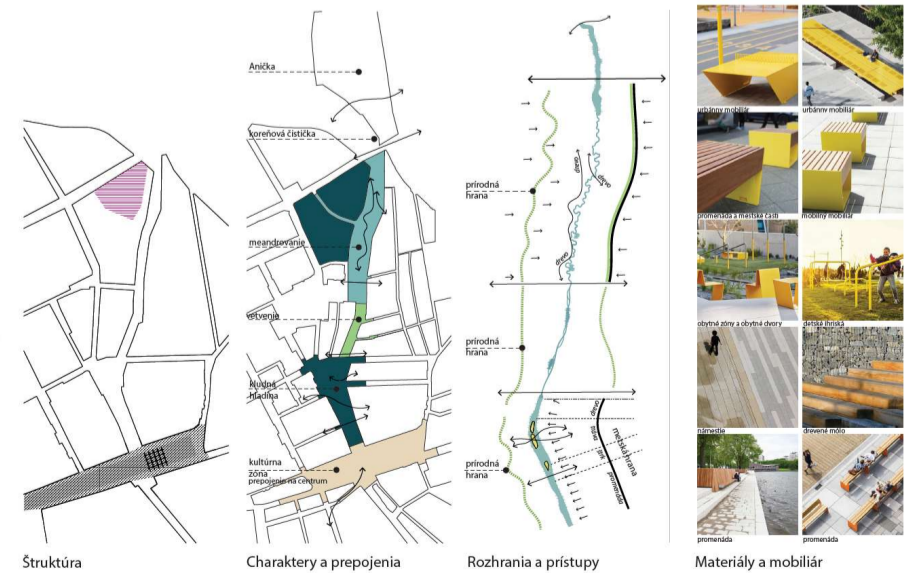 Anička
koreňová čistička
meandrovanie
vetvenie
kľudná
hladina
kultúrna
zóna
prepojenie na centrum
prírodná
hrana
drevo
drevo
drevo
prírodná
hrana
prírodná
hrana
drevo
mestská hrana
promenáda
urbánny mobiliár
urbánny mobiliár
promenáda a mestské časti
mobilný mobiliár
obytné zóny a obytné dvory
detské ihriská
námestie
drevené mólo
promenáda
promenáda
Štruktúra
Charaktery a prepojenia
Rozhrania a prístupy
Materiály a mobiliár